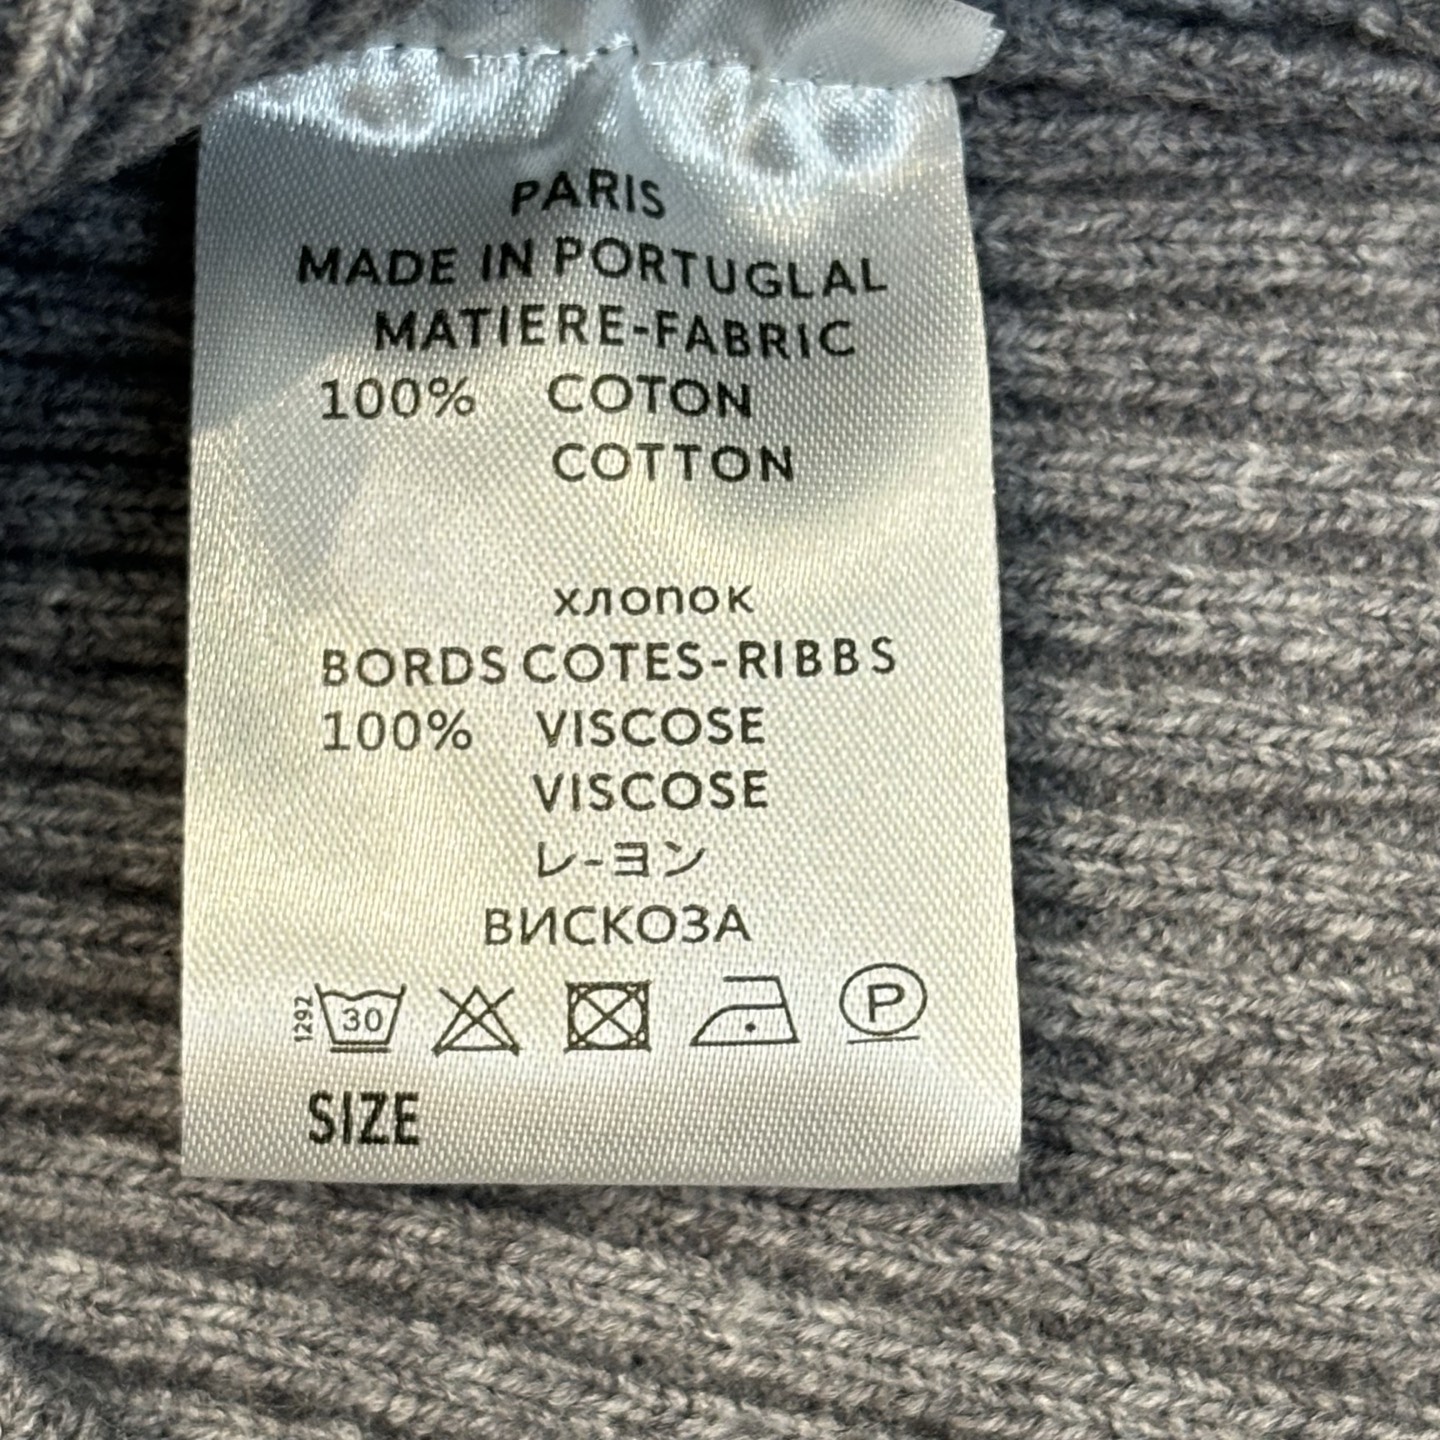 PARIS
MADE IN PORTUGLAL
MATIERE-FABRIC
100% COTON
COTTON
хлопок
BORDS COTES-RIBBS
100% VISCOSE
VISCOSE
レ-ヨン
ВИСКОЗА
1292 30 P
SIZE